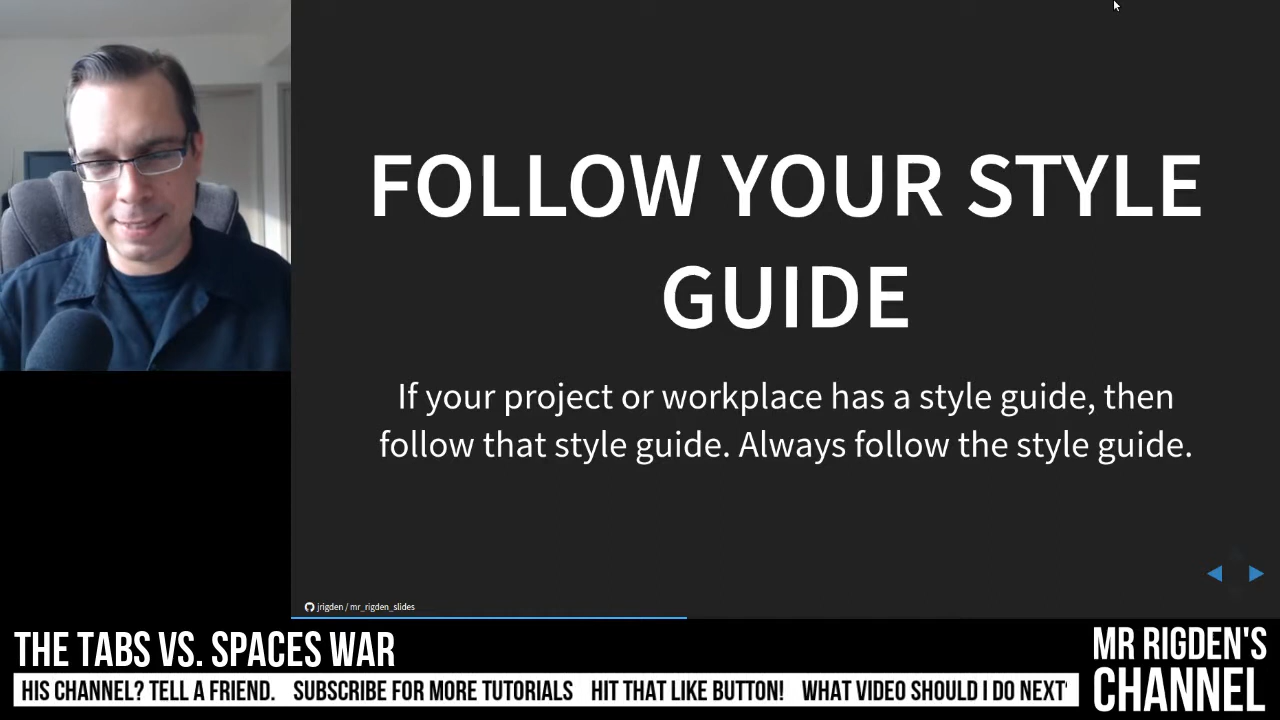 FOLLOW YOUR STYLE
GUIDE
If your project or workplace has a style guide, then
follow that style guide. Always follow the style guide.
jrigden / mr_rigden_slides
THE TABS VS. SPACES WAR
HIS CHANNEL? TELL A FRIEND. SUBSCRIBE FOR MORE TUTORIALS HIT THAT LIKE BUTTON! WHAT VIDEO SHOULD I DO NEXT
MR RIGDEN'S
CHANNEL